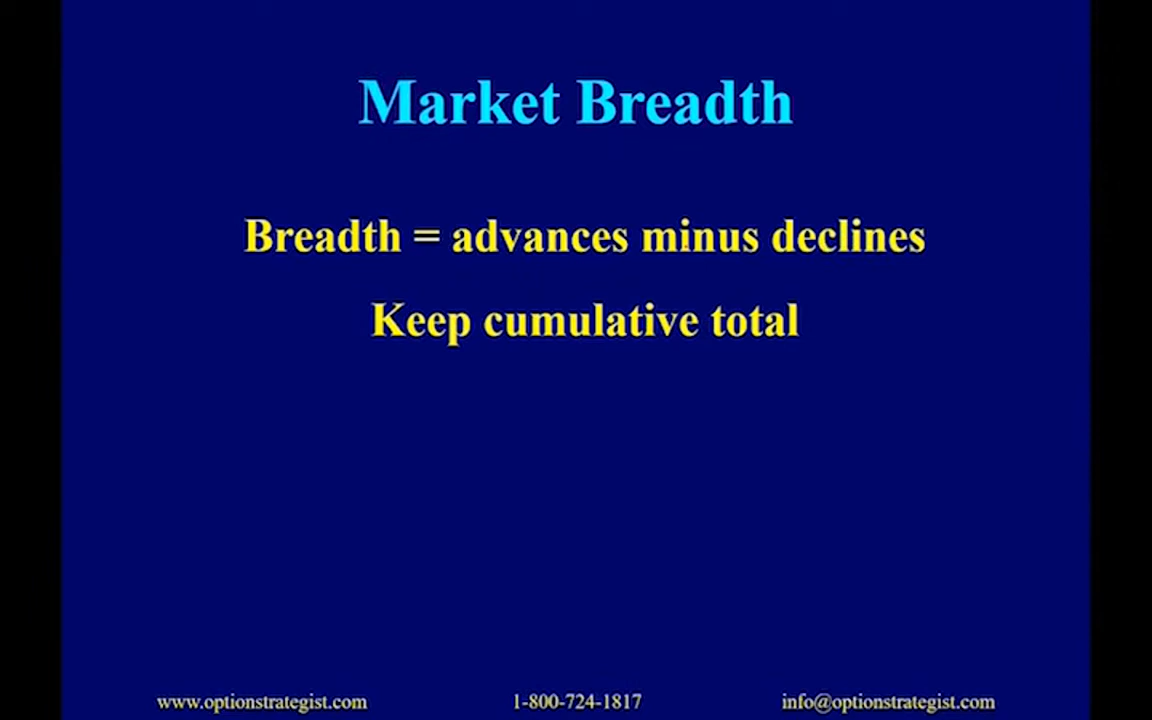 Market Breadth
Breadth = advances minus declines
Keep cumulative total
www.optionstrategist.com 1-800-724-1817 info@optionstrategist.com